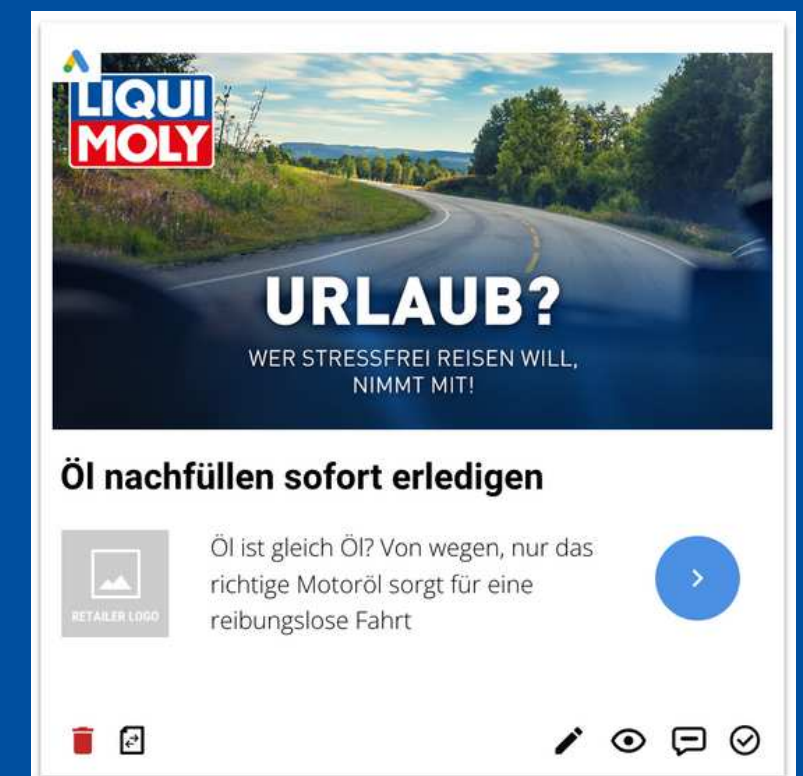 LIQUI
MOLY
URLAUB?
WER STRESSFREI REISEN WILL,
NIMMT MIT!
Öl nachfüllen sofort erledigen
Öl ist gleich Öl? Von wegen, nur das
richtige Motoröl sorgt für eine
reibungslose Fahrt
RETAILER LOGO